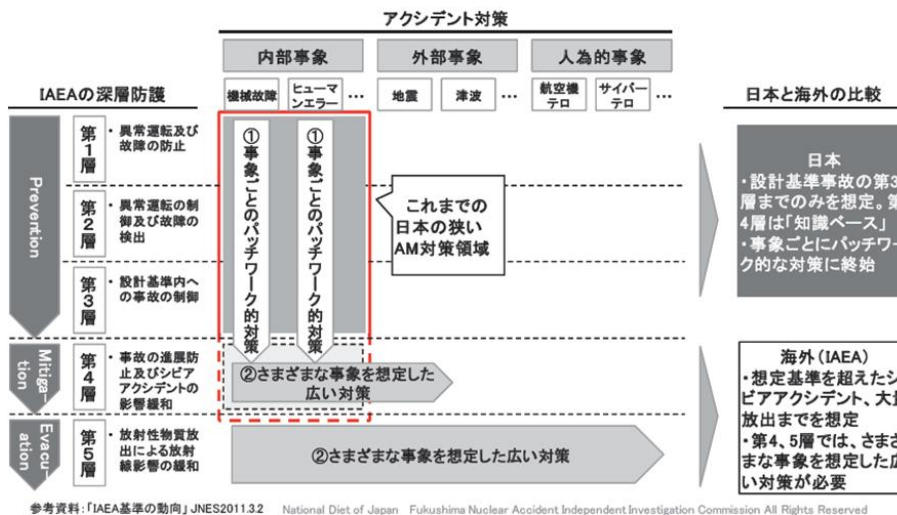 アクシデント対策
内部事象
外部事象
人為的事象
機械故障
ヒューマ
ンエラー
…
地震
津波
…
航空機
テロ
サイバー
テロ
…
IAEAの深層防護
日本と海外の比較
Prevention
第1層
・ 異常運転及び
故障の防止
第2層
・ 異常運転の制
御及び故障の
検出
第3層
・ 設計基準内へ
の事故の制御
①事象ごとのパッチワーク的対策
①事象ごとのパッチワーク的対策
これまでの
日本の狭い
AM対策領域
日本
・設計基準事故の第3
層までのみを想定。第
4層は「知識ベース」
・事象ごとにパッチワー
ク的な対策に終始
Mitiga-
tion
第4層
・ 事故の進展防
止及びシビア
アクシデントの
影響緩和
②さまざまな事象を想定した
広い対策
Evacu-
ation
第5層
・ 放射性物質放
出による放射
線影響の緩和
②さまざまな事象を想定した広い対策
海外(IAEA)
・想定基準を超えたシ
ビアアクシデント、大量
放出までを想定
・第4、5層では、さまざ
まな事象を想定した広
い対策が必要
参考資料:「IAEA基準の動向」JNES2011.3.2
National Diet of Japan Fukushima Nuclear Accident Independent Investigation Commission All Rights Reserved